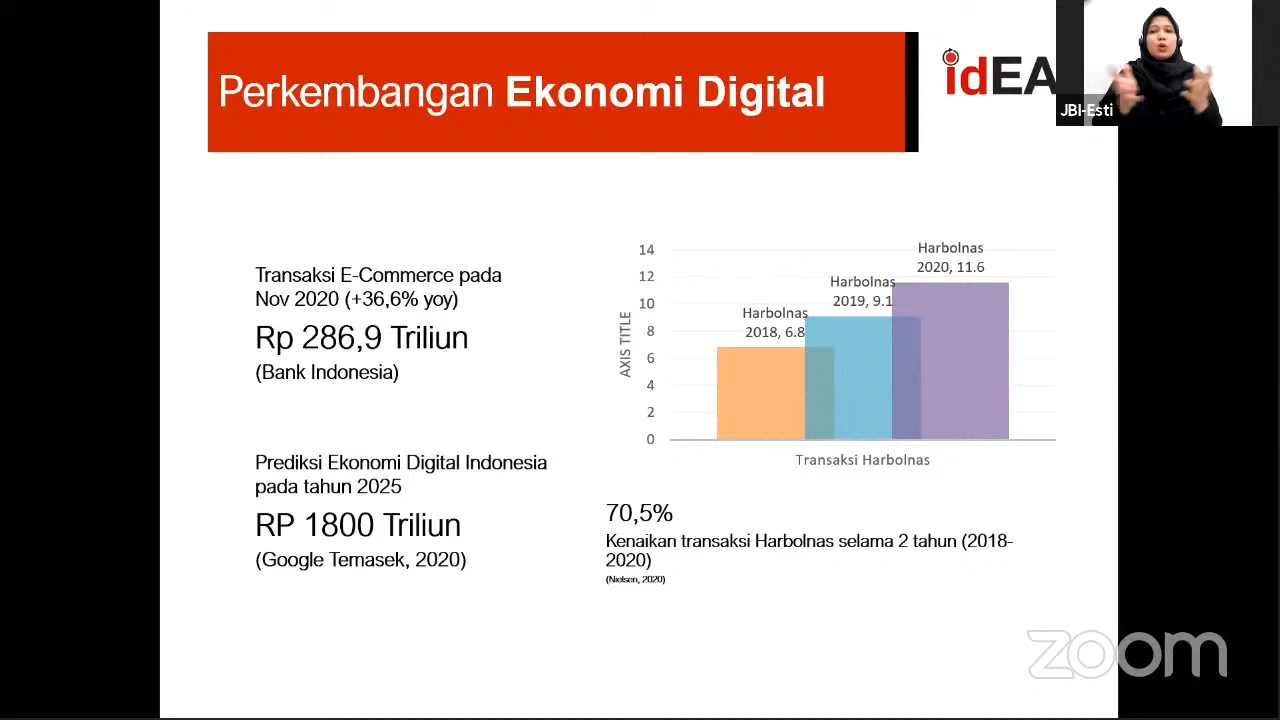 Perkembangan Ekonomi Digital
idEA
JBI-Esti
Transaksi E-Commerce pada
Nov 2020 (+36,6% yoy)
Rp 286,9 Triliun
(Bank Indonesia)
Prediksi Ekonomi Digital Indonesia
pada tahun 2025
RP 1800 Triliun
(Google Temasek, 2020)
14
12
10
8
6
4
2
0
AXIS TITLE
Harbolnas
2018, 6.8
Harbolnas
2019, 9.1
Harbolnas
2020, 11.6
Transaksi Harbolnas
70,5%
Kenaikan transaksi Harbolnas selama 2 tahun (2018-
2020)
(Nielsen, 2020)
zoom